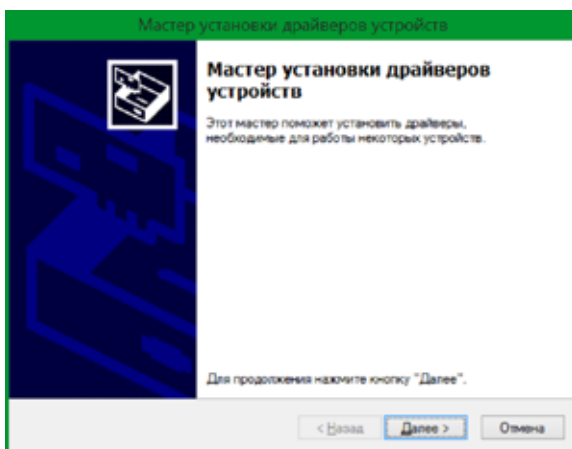 Мастер установки драйверов устройств
Мастер установки драйверов
устройств
Этот мастер поможет установить драйверы,
необходимые для работы некоторых устройств.
Для продолжения нажмите кнопку "Далее".
< Назад
Далее >
Отмена